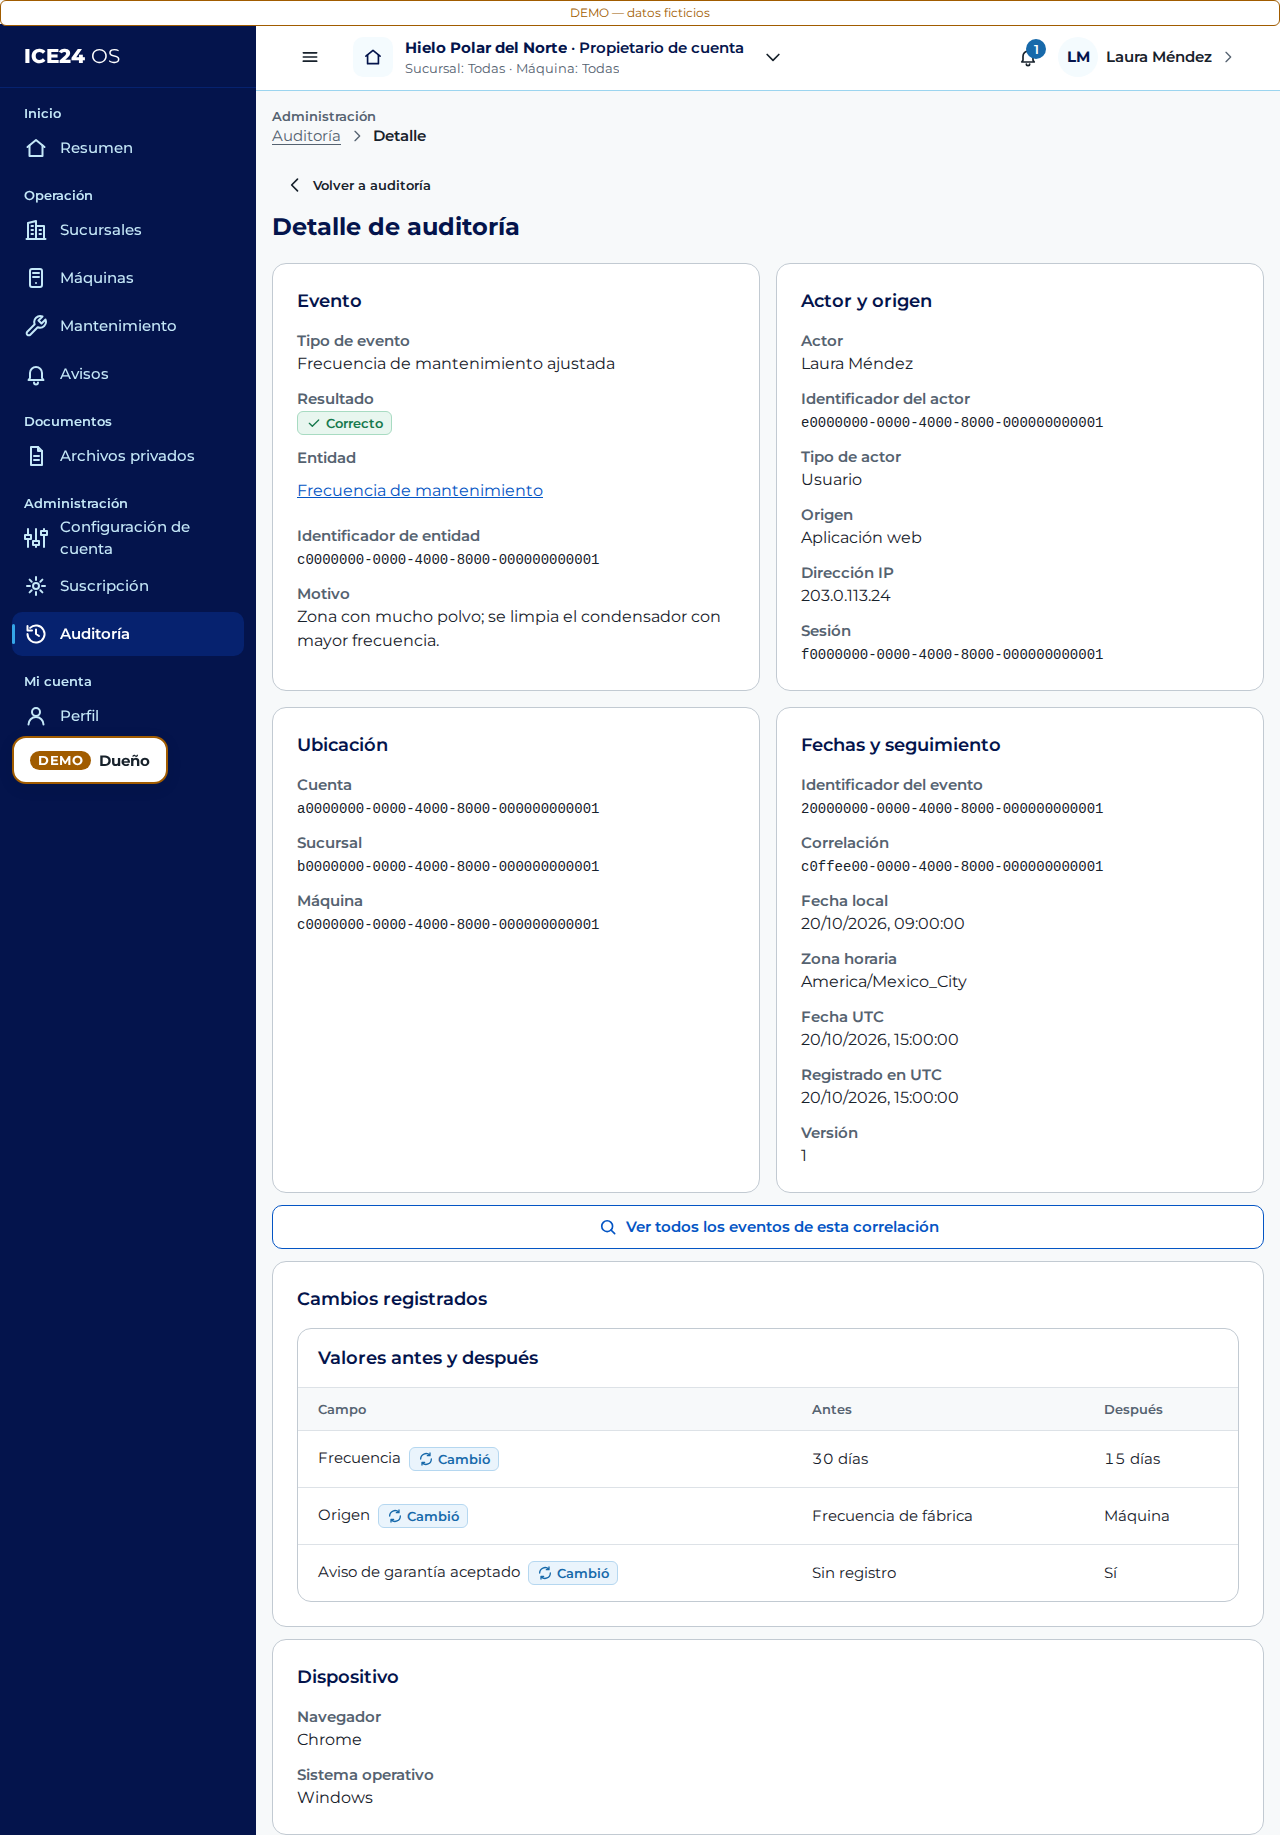 DEMO — datos ficticios
ICE24 OS
Inicio
Resumen
Operación
Sucursales
Máquinas
Mantenimiento
Avisos
Documentos
Archivos privados
Administración
Configuración de
cuenta
Suscripción
Auditoría
Mi cuenta
Perfil
DEMO Dueño
Hielo Polar del Norte · Propietario de cuenta
Sucursal: Todas · Máquina: Todas
1
LM Laura Méndez
Administración
Auditoría Detalle
Volver a auditoría
Detalle de auditoría
Evento
Tipo de evento
Frecuencia de mantenimiento ajustada
Resultado
Correcto
Entidad
Frecuencia de mantenimiento
Identificador de entidad
c0000000-0000-4000-8000-000000000001
Motivo
Zona con mucho polvo; se limpia el condensador con
mayor frecuencia.
Actor y origen
Actor
Laura Méndez
Identificador del actor
e0000000-0000-4000-8000-000000000001
Tipo de actor
Usuario
Origen
Aplicación web
Dirección IP
203.0.113.24
Sesión
f0000000-0000-4000-8000-000000000001
Ubicación
Cuenta
a0000000-0000-4000-8000-000000000001
Sucursal
b0000000-0000-4000-8000-000000000001
Máquina
c0000000-0000-4000-8000-000000000001
Fechas y seguimiento
Identificador del evento
20000000-0000-4000-8000-000000000001
Correlación
c0ffee00-0000-4000-8000-000000000001
Fecha local
20/10/2026, 09:00:00
Zona horaria
America/Mexico_City
Fecha UTC
20/10/2026, 15:00:00
Registrado en UTC
20/10/2026, 15:00:00
Versión
1
Ver todos los eventos de esta correlación
Cambios registrados
Valores antes y después
Campo Antes Después
Frecuencia Cambió 30 días 15 días
Origen Cambió Frecuencia de fábrica Máquina
Aviso de garantía aceptado Cambió Sin registro Sí
Dispositivo
Navegador
Chrome
Sistema operativo
Windows